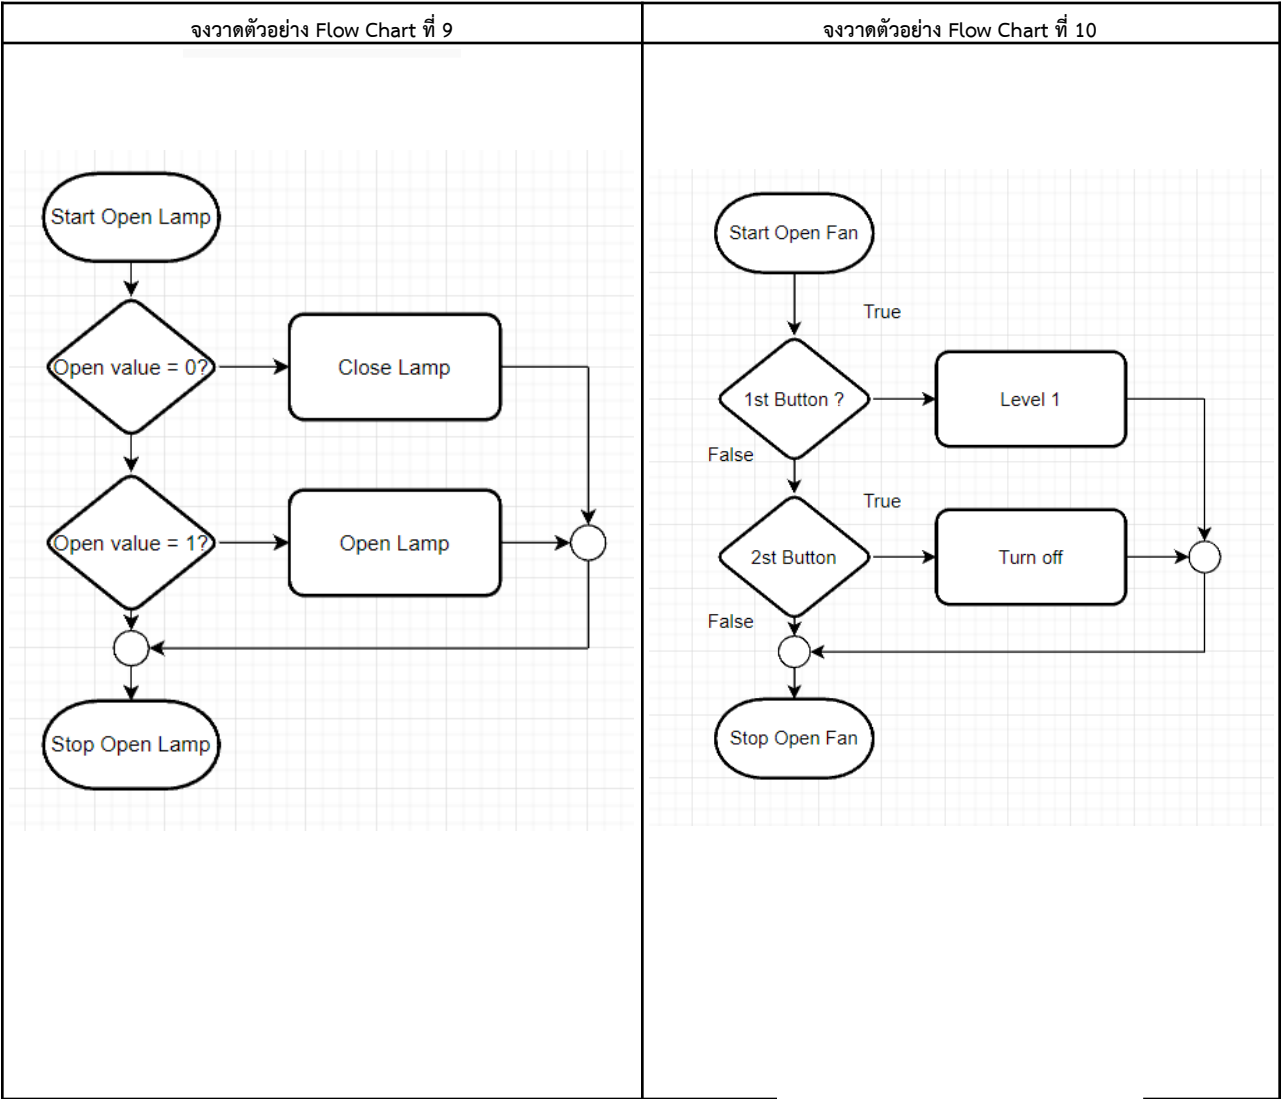 จงวาดตัวอย่าง Flow Chart ที่ 9
Start Open Lamp
Open value = 0?
Close Lamp
Open value = 1?
Open Lamp
Stop Open Lamp
จงวาดตัวอย่าง Flow Chart ที่ 10
Start Open Fan
True
1st Button ?
Level 1
False
True
2st Button
Turn off
False
Stop Open Fan